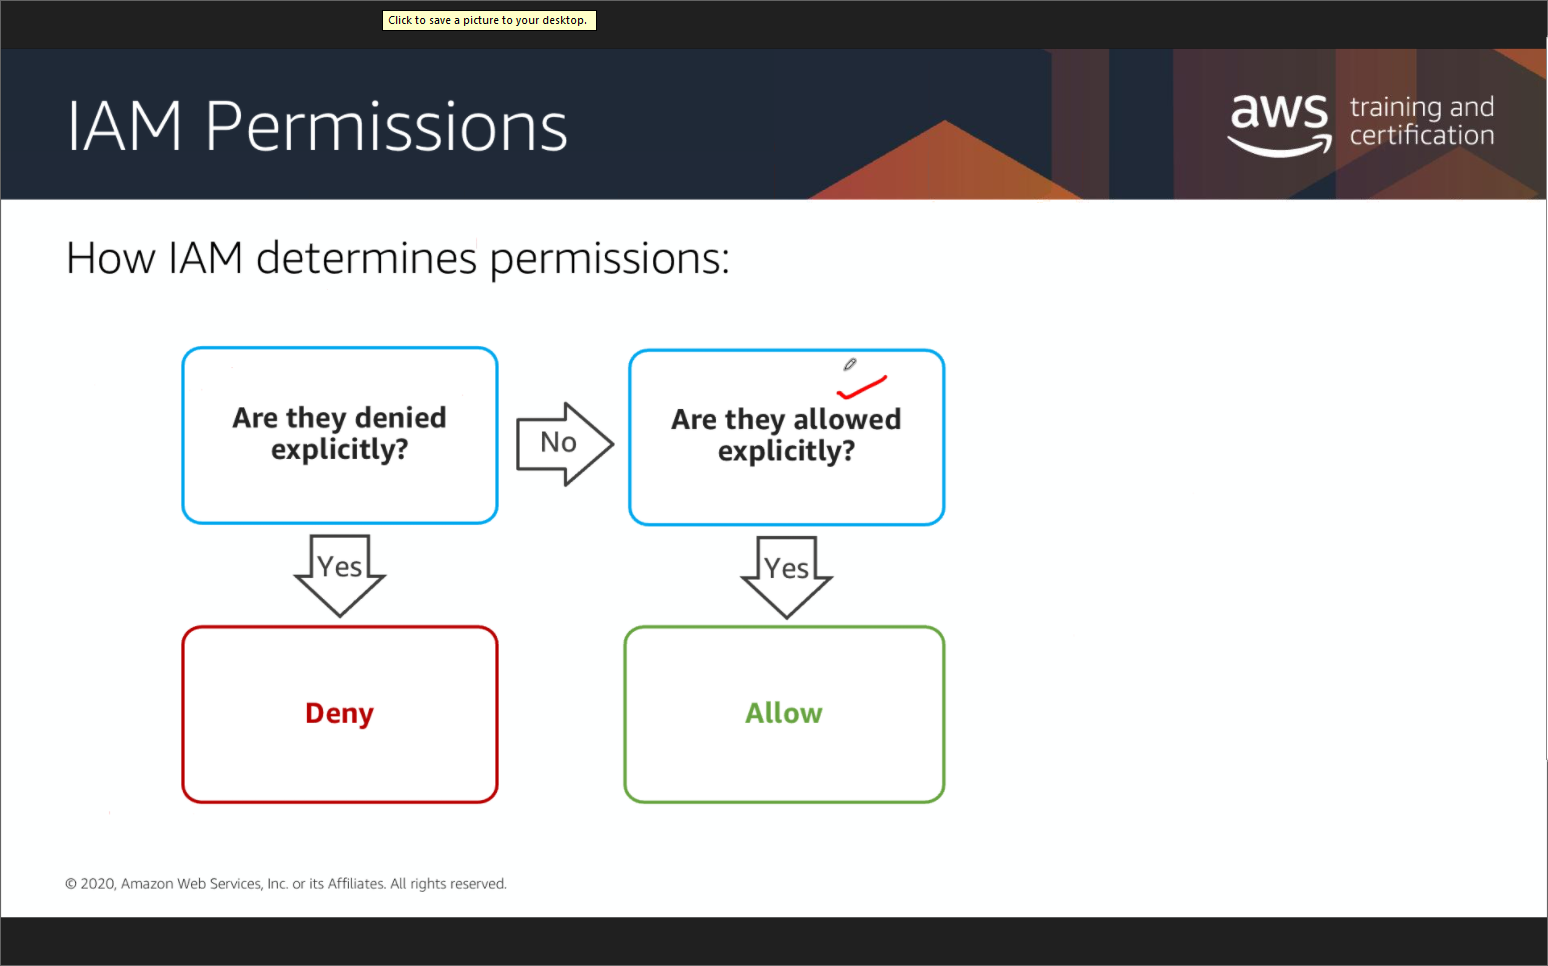 Click to save a picture to your desktop.
IAM Permissions
aws
training and
certification
How IAM determines permissions:
Are they denied
explicitly?
No
Are they allowed
explicitly?
Yes
Yes
Deny
Allow
© 2020, Amazon Web Services, Inc. or its Affiliates. All rights reserved.